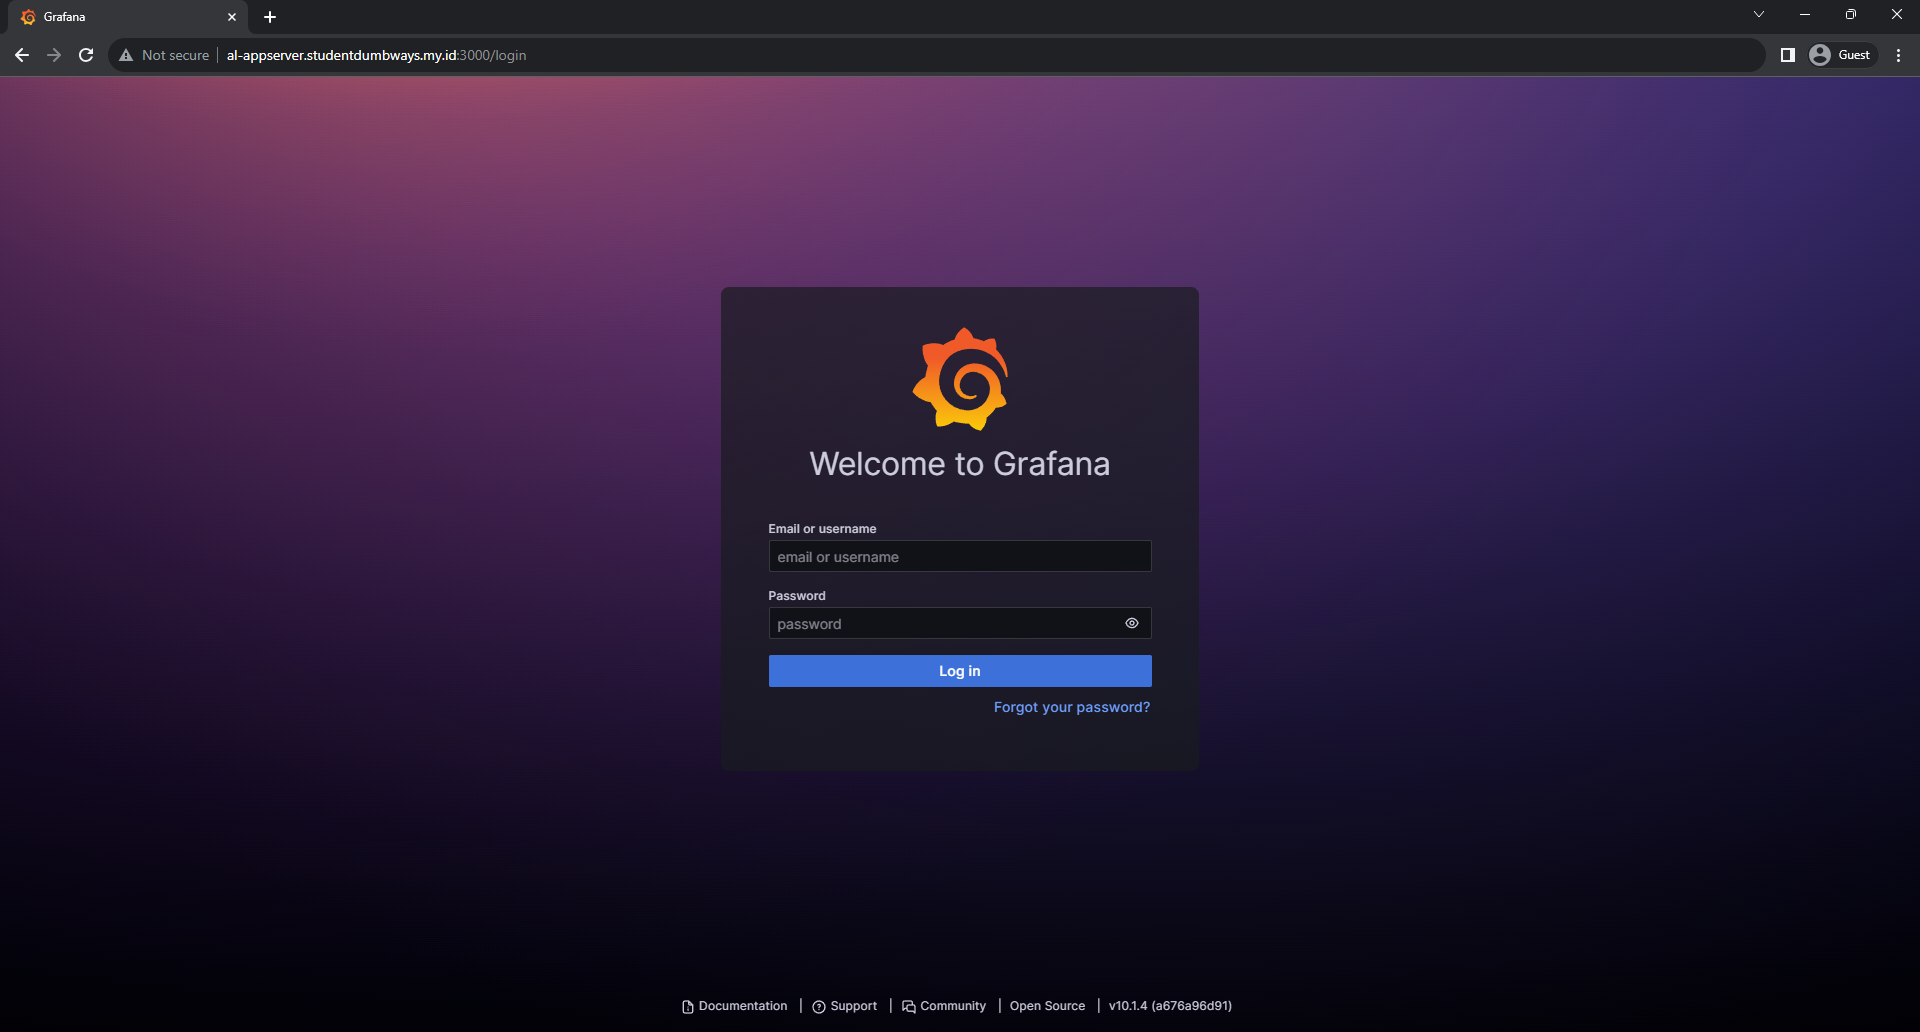 Grafana
Not secure al-appserver.studentdumbways.my.id:3000/login
Guest
Welcome to Grafana
Email or username
email or username
Password
password
Log in
Forgot your password?
Documentation | Support | Community | Open Source | v10.1.4 (a676a96d91)